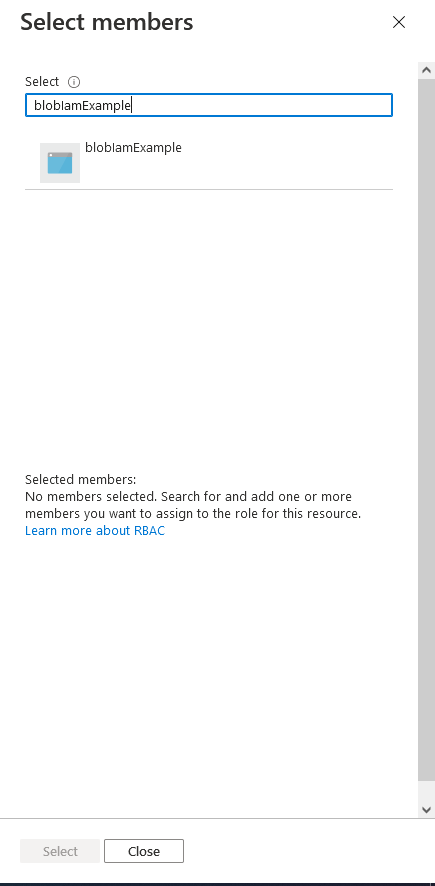 Select members
Select
blobIamExample
blobIamExample
Selected members:
No members selected. Search for and add one or more
members you want to assign to the role for this resource.
Learn more about RBAC
Select
Close